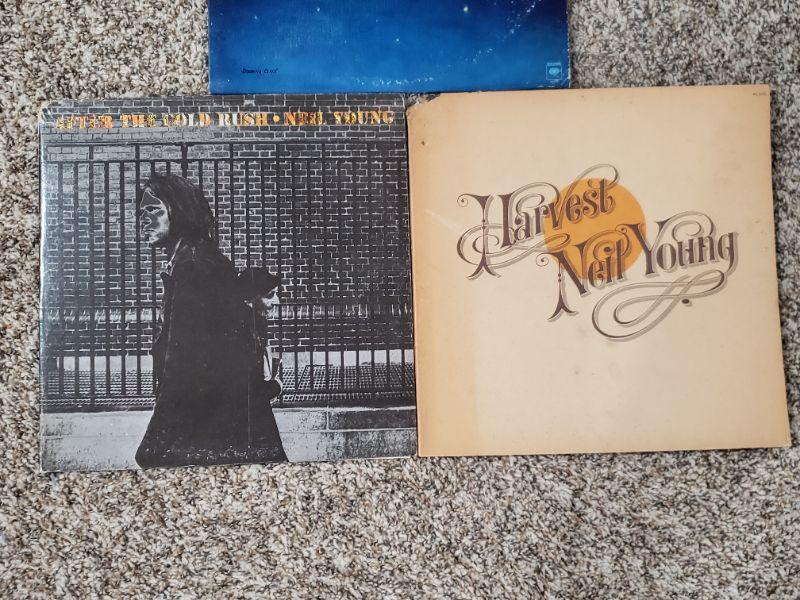 AFTER THE GOLD RUSH • NEIL YOUNG
Harvest
Neil Young